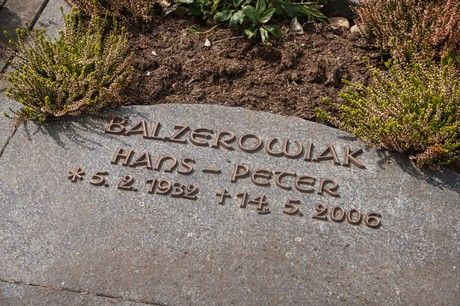 BALZEROWIAK
HANS-PETER
* 5. 2. 1932 † 14. 5. 2006